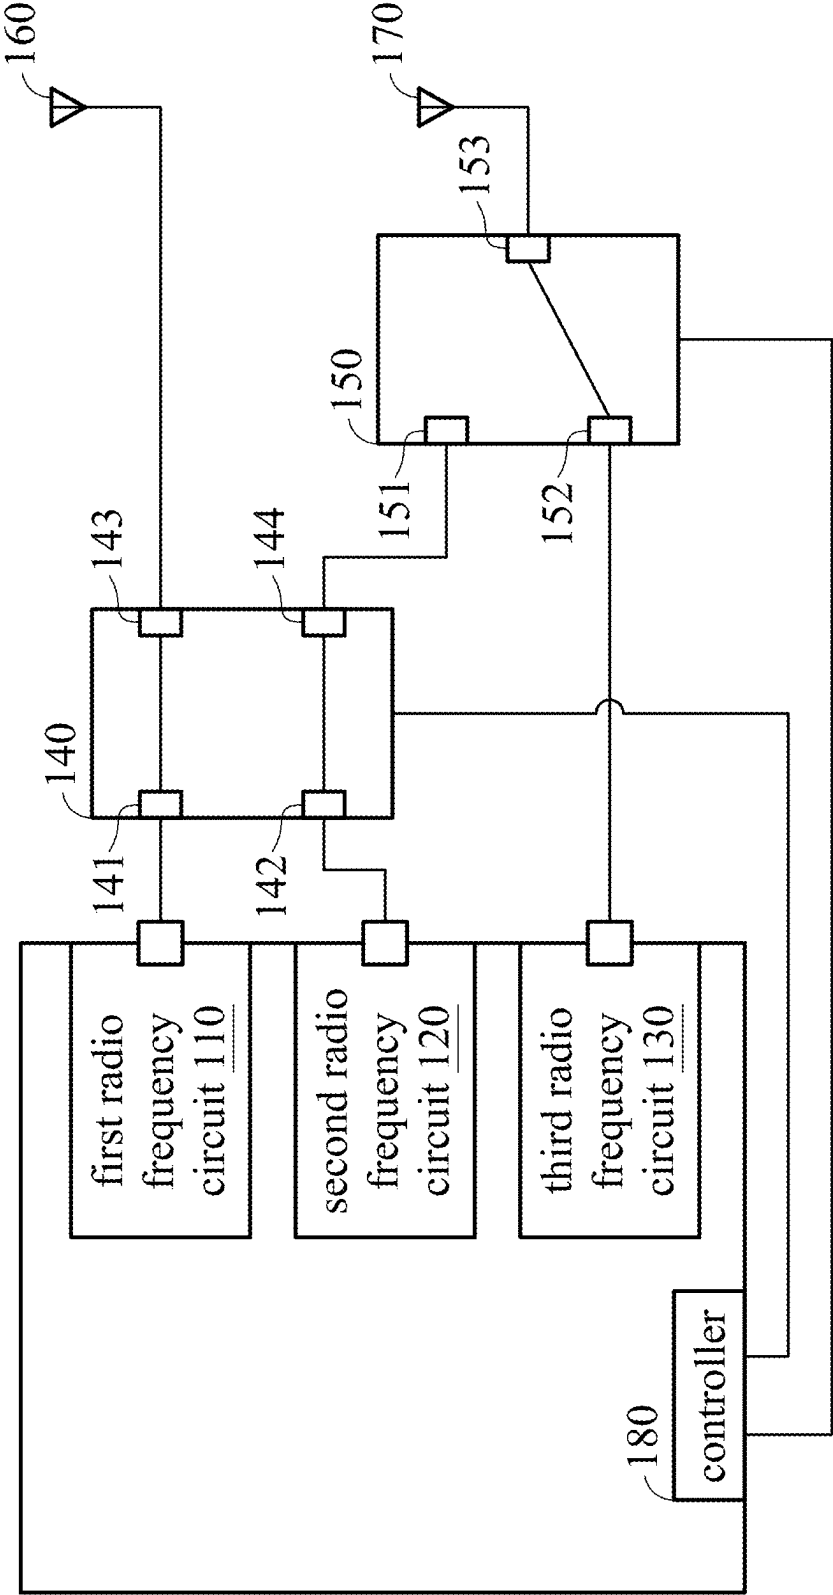 160
170
153
150
151
152
143
144
140
141
142
first radio
frequency
circuit 110
second radio
frequency
circuit 120
third radio
frequency
circuit 130
180
controller